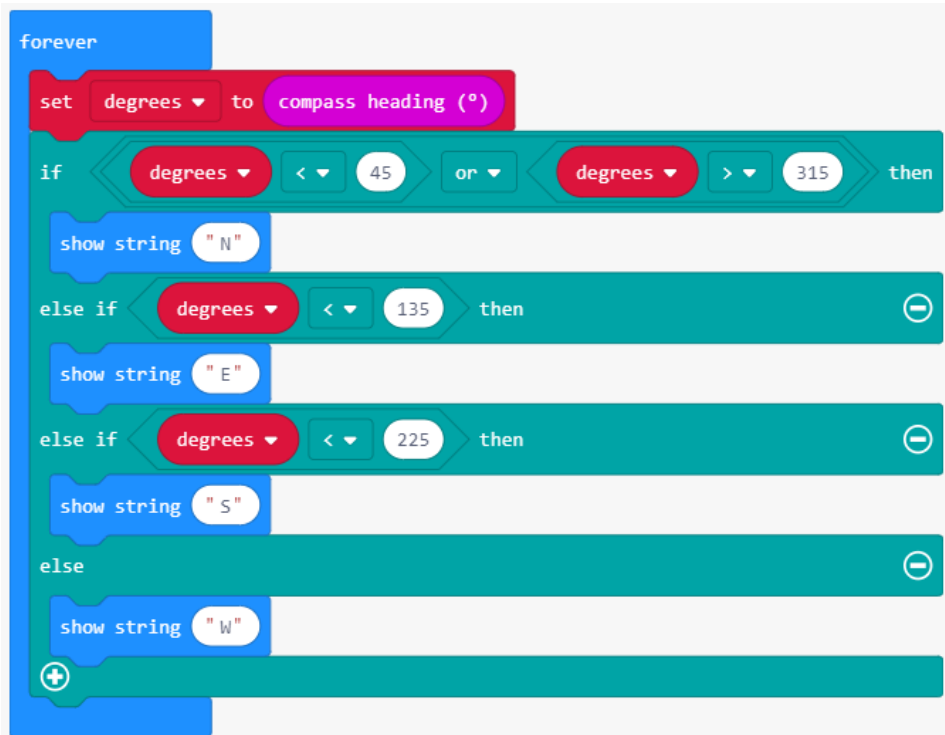 forever
set degrees to compass heading (º)
if degrees < 45 or degrees > 315 then
show string "N"
else if degrees < 135 then
show string "E"
else if degrees < 225 then
show string "S"
else
show string "W"